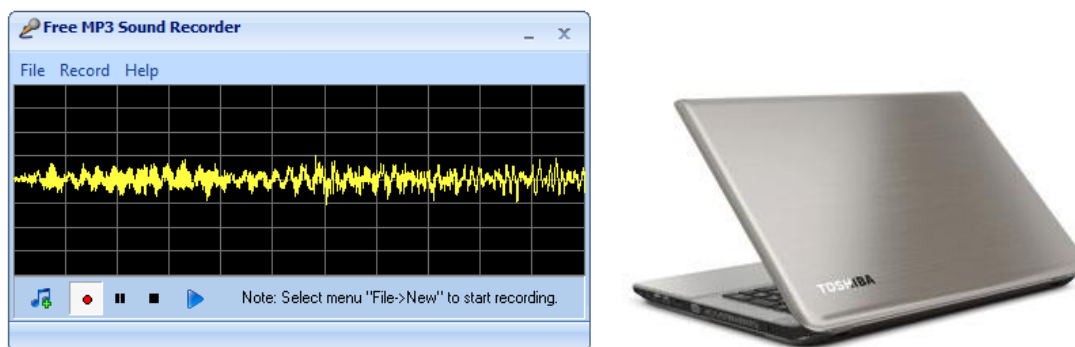 Free MP3 Sound Recorder
File Record Help
Note: Select menu "File->New" to start recording.
TOSHIBA